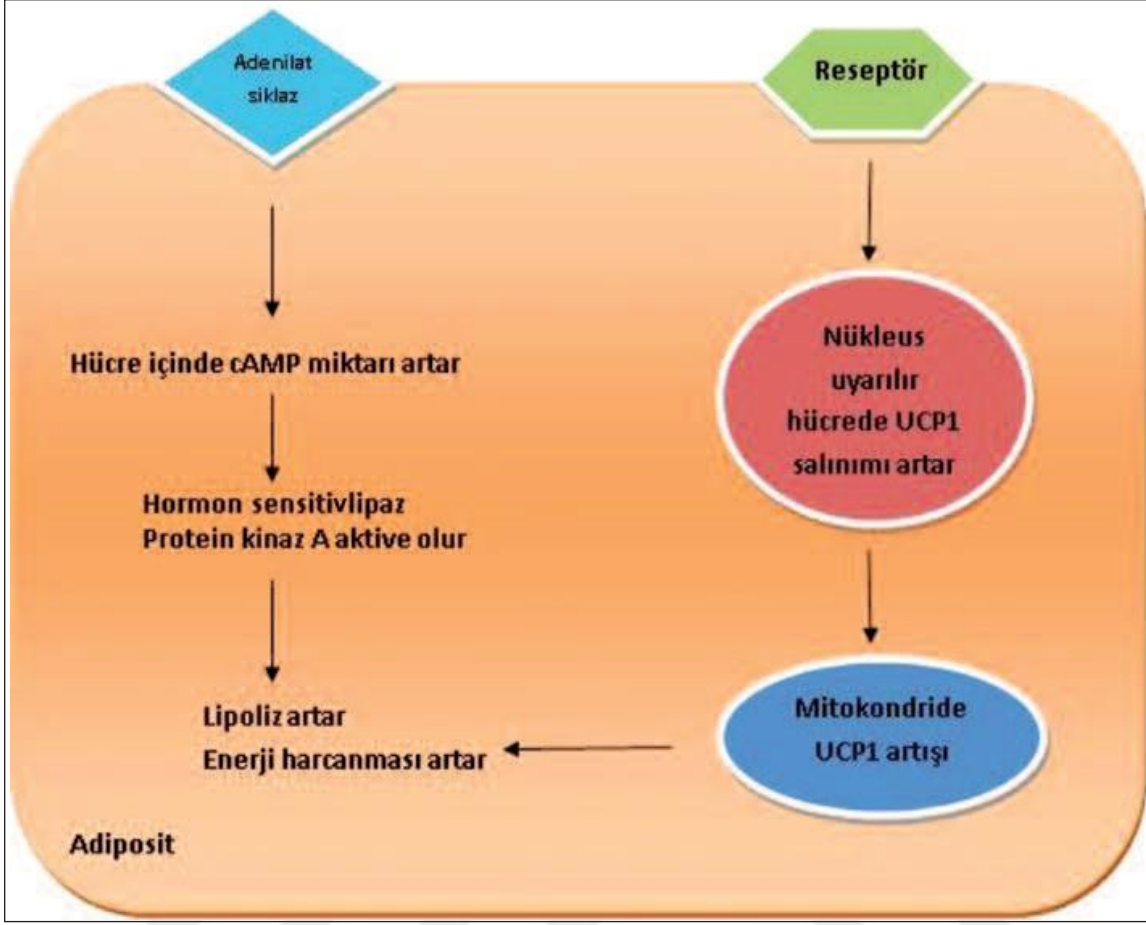 Adenilat
siklaz
Reseptör
Hücre içinde cAMP miktarı artar
Hormon sensitivlipaz
Protein kinaz A aktive olur
Lipoliz artar
Enerji harcanması artar
Nükleus
uyarılır
hücrede UCP1
salınımı artar
Mitokondride
UCP1 artışı
Adiposit